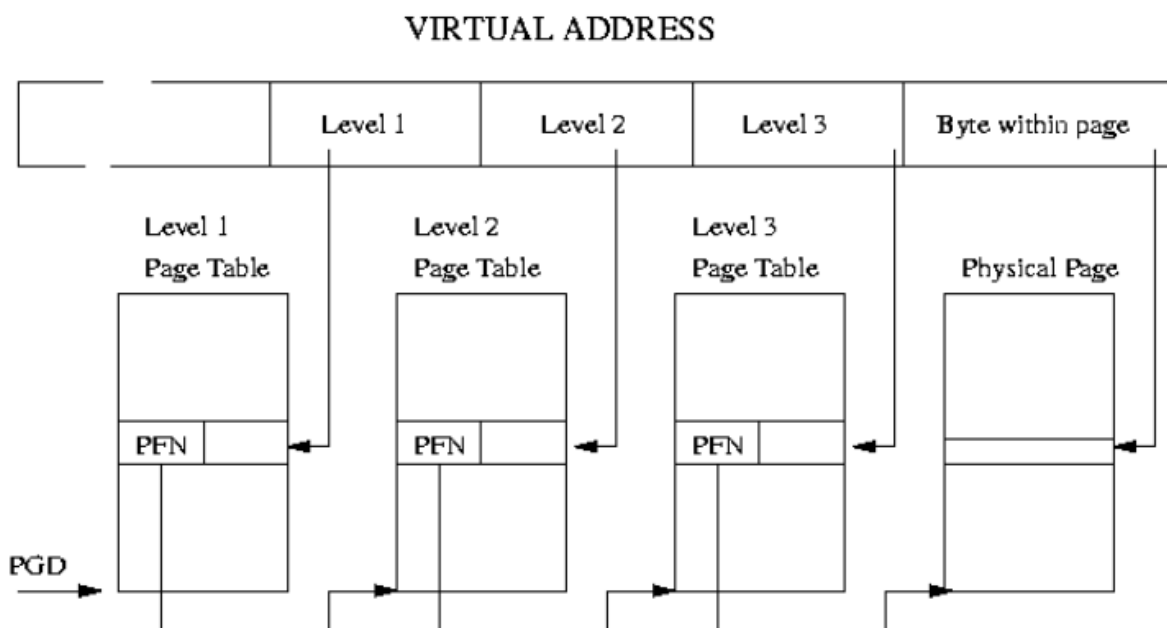 VIRTUAL ADDRESS
Level 1 Level 2 Level 3 Byte within page
Level 1 Level 2 Level 3
Page Table Page Table Page Table Physical Page
PFN PFN PFN
PGD